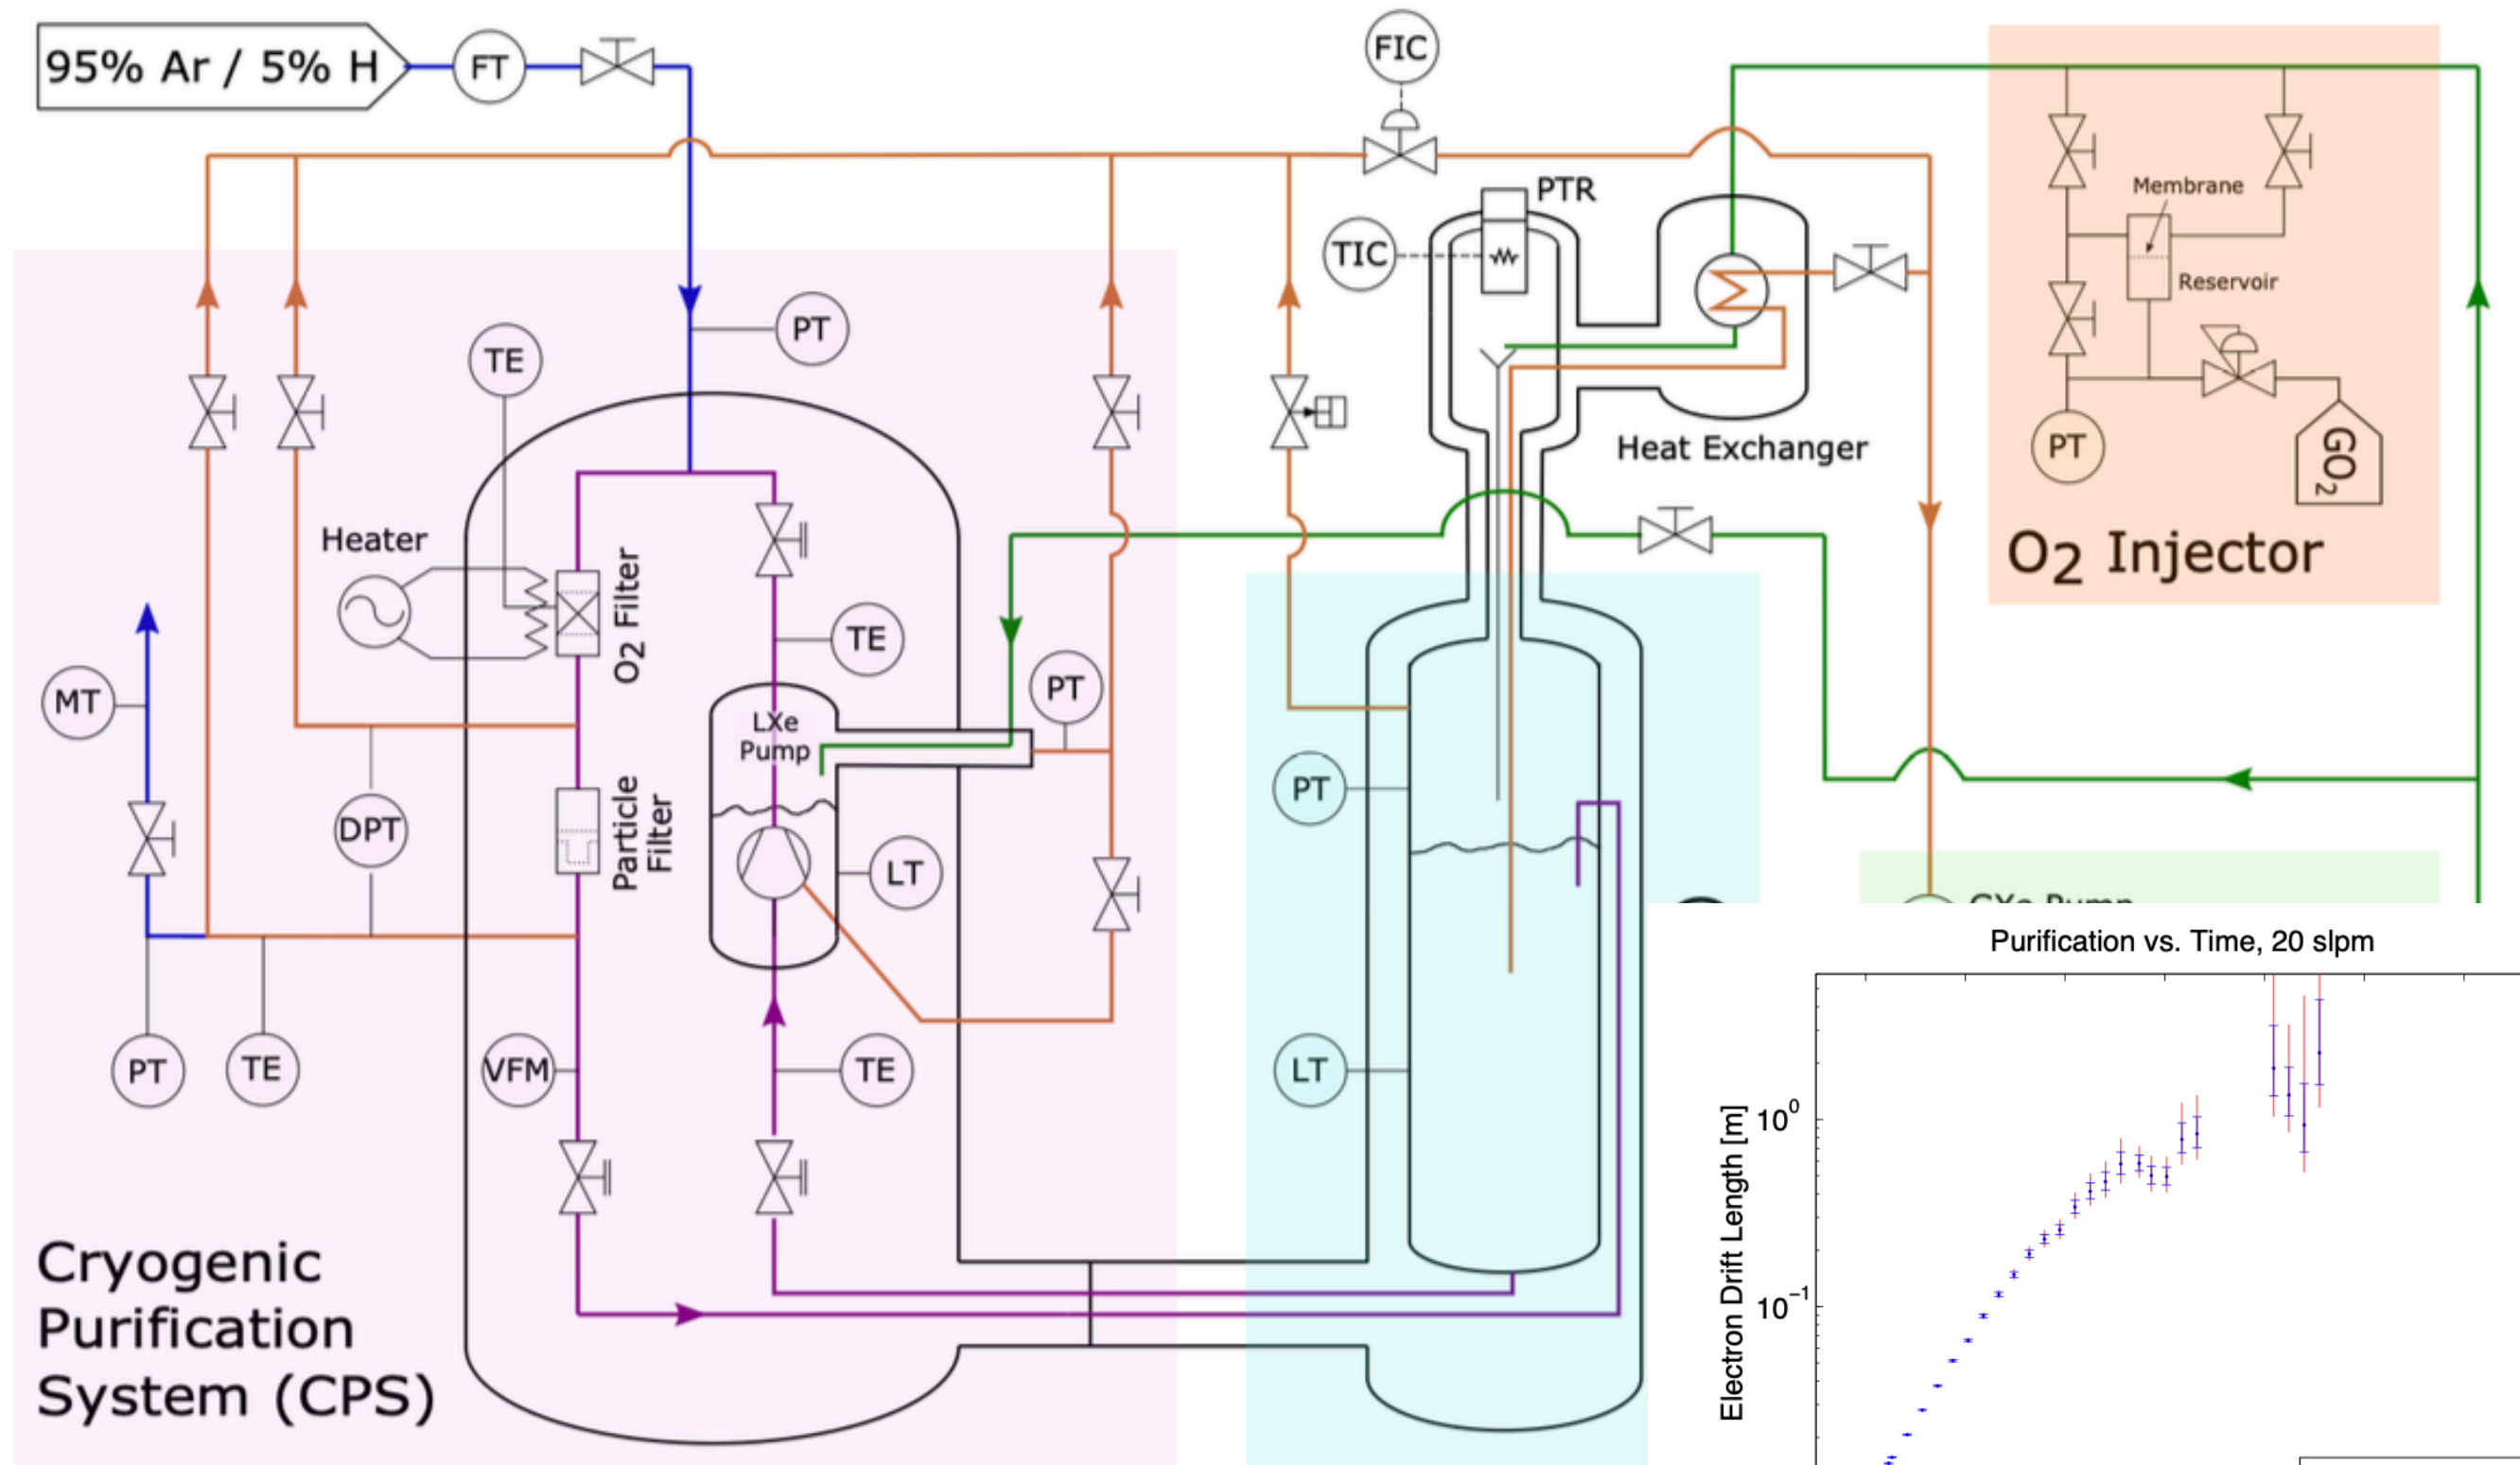 95% Ar / 5% H
FT
FIC
Membrane
Reservoir
PT
GO2
O2 Injector
PTR
TIC
Heat Exchanger
PT
TE
Heater
O2 Filter
TE
MT
LXe
Pump
PT
DPT
Particle
Filter
LT
PT
PT
TE
VFM
TE
LT
Cryogenic
Purification
System (CPS)
Purification vs. Time, 20 slpm
Electron Drift Length [m]
10^0
10^-1